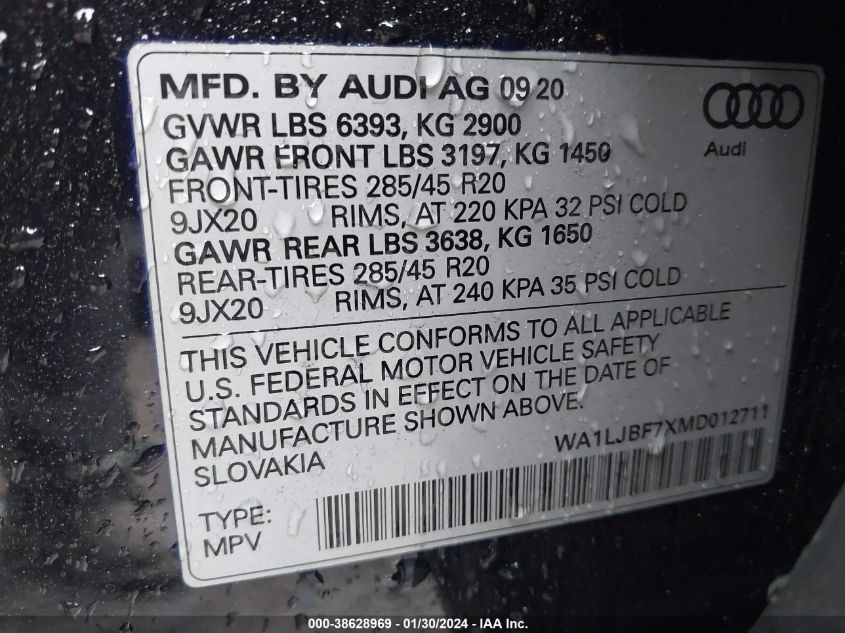 MFD. BY AUDI AG 09 20
GVWR LBS 6393, KG 2900
GAWR FRONT LBS 3197, KG 1450
FRONT-TIRES 285/45 R20
9JX20 RIMS, AT 220 KPA 32 PSI COLD
GAWR REAR LBS 3638, KG 1650
REAR-TIRES 285/45 R20
9JX20 RIMS, AT 240 KPA 35 PSI COLD
Audi
THIS VEHICLE CONFORMS TO ALL APPLICABLE
U.S. FEDERAL MOTOR VEHICLE SAFETY
STANDARDS IN EFFECT ON THE DATE OF
MANUFACTURE SHOWN ABOVE.
SLOVAKIA
WA1LJBF7XMD012711
TYPE:
MPV
000-38628969 - 01/30/2024 - IAA Inc.